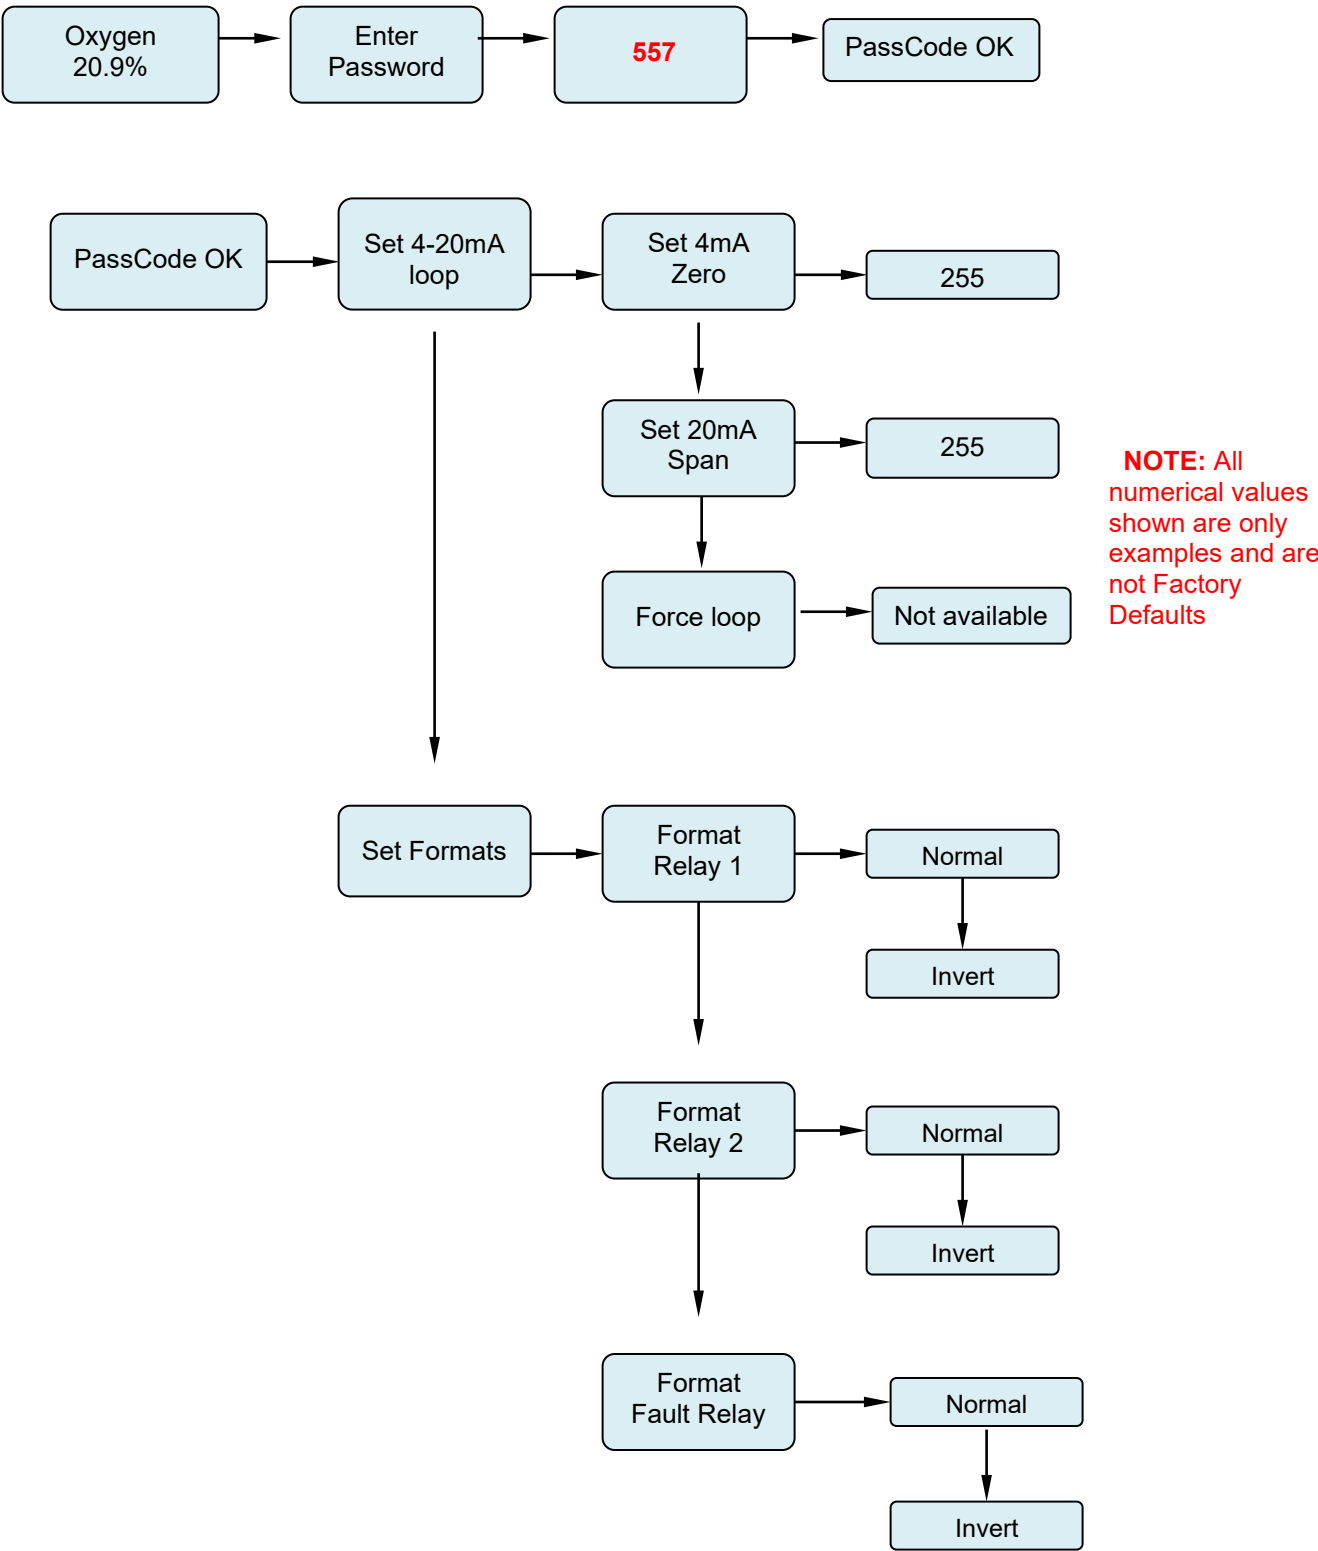 Oxygen
20.9%
Enter
Password
557
PassCode OK
PassCode OK
Set 4-20mA
loop
Set 4mA
Zero
255
Set 20mA
Span
255
NOTE: All
numerical values
shown are only
examples and are
not Factory
Defaults
Force loop
Not available
Set Formats
Format
Relay 1
Normal
Invert
Format
Relay 2
Normal
Invert
Format
Fault Relay
Normal
Invert